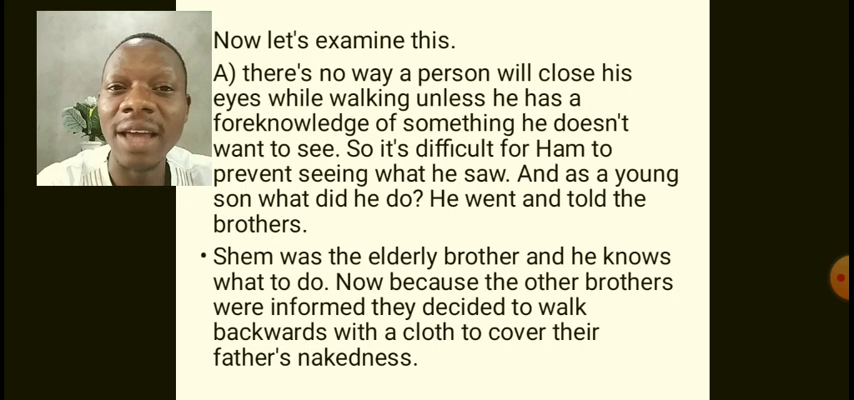 Now let's examine this.
A) there's no way a person will close his
eyes while walking unless he has a
foreknowledge of something he doesn't
want to see. So it's difficult for Ham to
prevent seeing what he saw. And as a young
son what did he do? He went and told the
brothers.
• Shem was the elderly brother and he knows
what to do. Now because the other brothers
were informed they decided to walk
backwards with a cloth to cover their
father's nakedness.